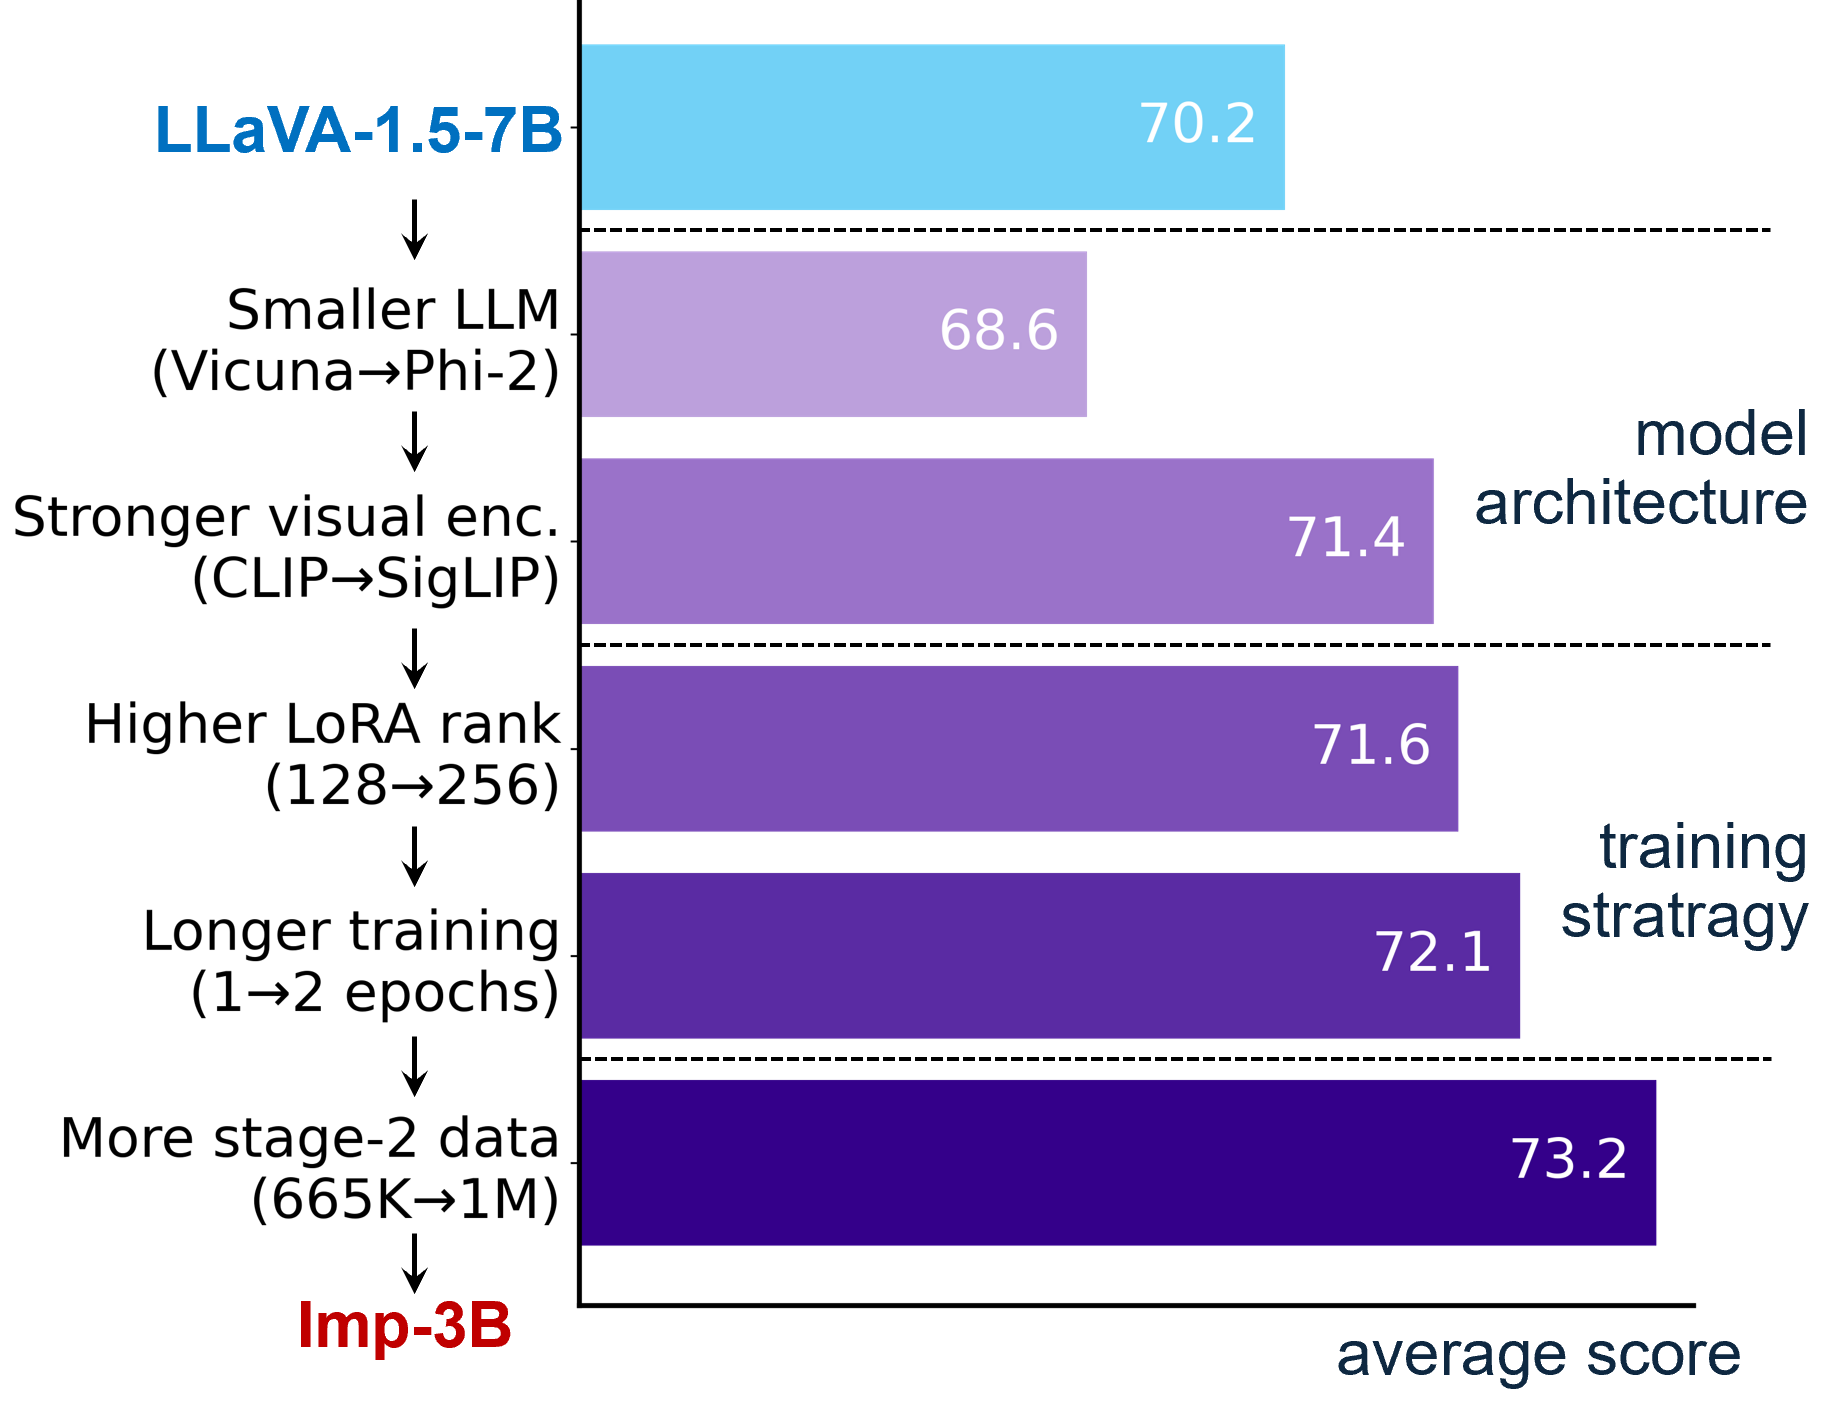 LLaVA-1.5-7B
70.2
Smaller LLM
(Vicuna→Phi-2)
68.6
model
architecture
Stronger visual enc.
(CLIP→SigLIP)
71.4
Higher LoRA rank
(128→256)
71.6
training
stratragy
Longer training
(1→2 epochs)
72.1
More stage-2 data
(665K→1M)
73.2
Imp-3B
average score